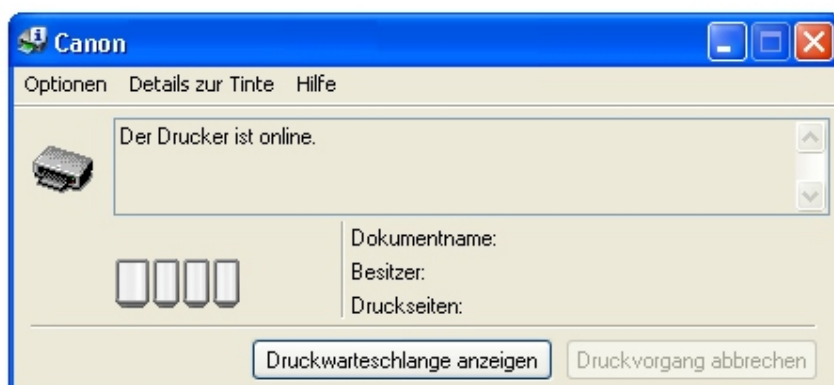 Canon
Optionen Details zur Tinte Hilfe
Der Drucker ist online.
Dokumentname:
Besitzer:
Druckseiten:
Druckwarteschlange anzeigen Druckvorgang abbrechen